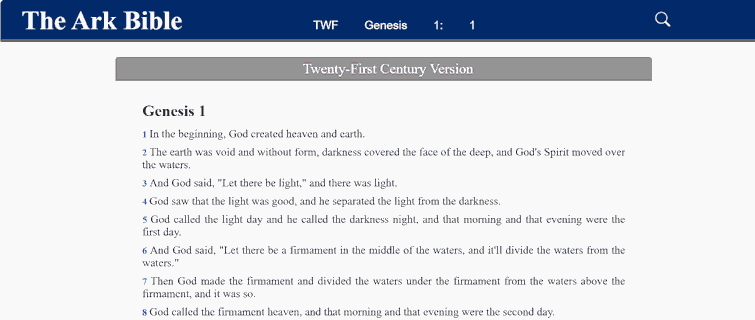 The Ark Bible
TWF Genesis 1: 1
Twenty-First Century Version
Genesis 1
1 In the beginning, God created heaven and earth.
2 The earth was void and without form, darkness covered the face of the deep, and God's Spirit moved over
the waters.
3 And God said, "Let there be light," and there was light.
4 God saw that the light was good, and he separated the light from the darkness.
5 God called the light day and he called the darkness night, and that morning and that evening were the
first day.
6 And God said, "Let there be a firmament in the middle of the waters, and it'll divide the waters from the
waters."
7 Then God made the firmament and divided the waters under the firmament from the waters above the
firmament, and it was so.
8 God called the firmament heaven, and that morning and that evening were the second day.